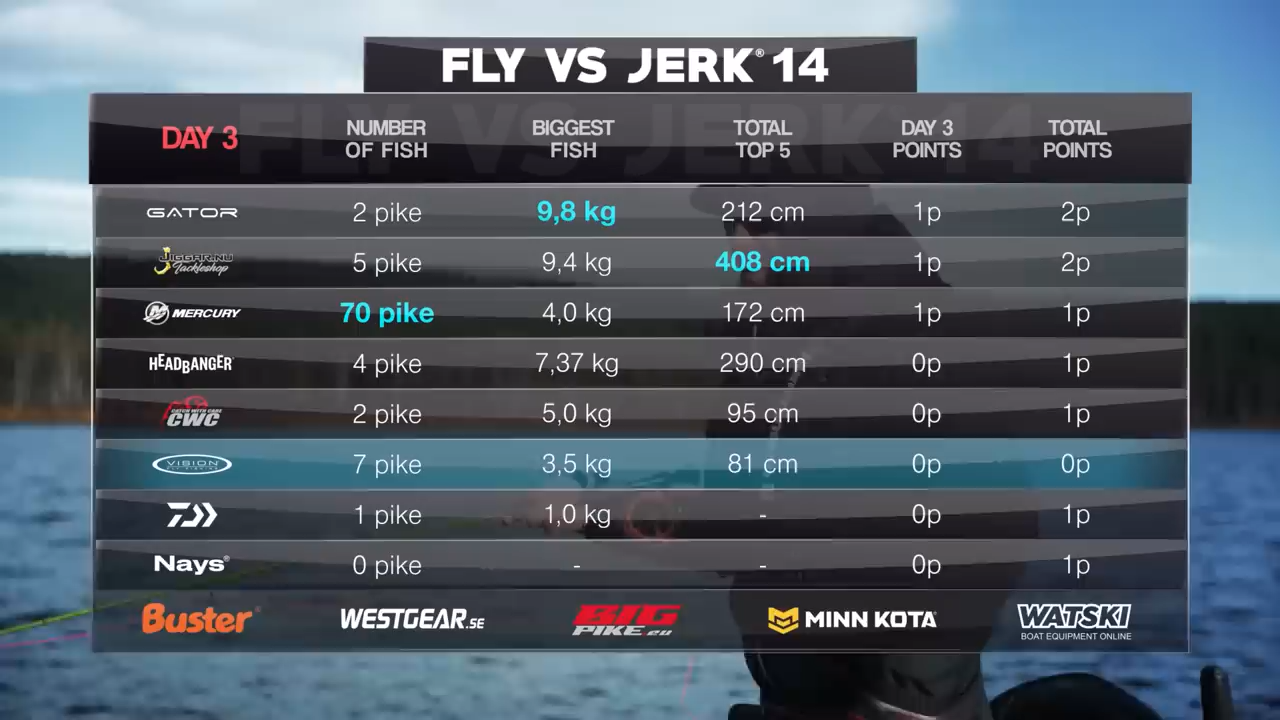 FLY VS JERK® 14
DAY 3 NUMBER OF FISH BIGGEST FISH TOTAL TOP 5 DAY 3 POINTS TOTAL POINTS
GATOR 2 pike 9,8 kg 212 cm 1p 2p
JIGGAR.NU Tackleshop 5 pike 9,4 kg 408 cm 1p 2p
MERCURY 70 pike 4,0 kg 172 cm 1p 1p
HEADBANGER 4 pike 7,37 kg 290 cm 0p 1p
CATCH WITH CARE CWC 2 pike 5,0 kg 95 cm 0p 1p
VISION 7 pike 3,5 kg 81 cm 0p 0p
1 pike 1,0 kg - 0p 1p
Nays® 0 pike - - 0p 1p
Buster® WESTGEAR.SE BIG PIKE.eu MINN KOTA® WATSKI BOAT EQUIPMENT ONLINE